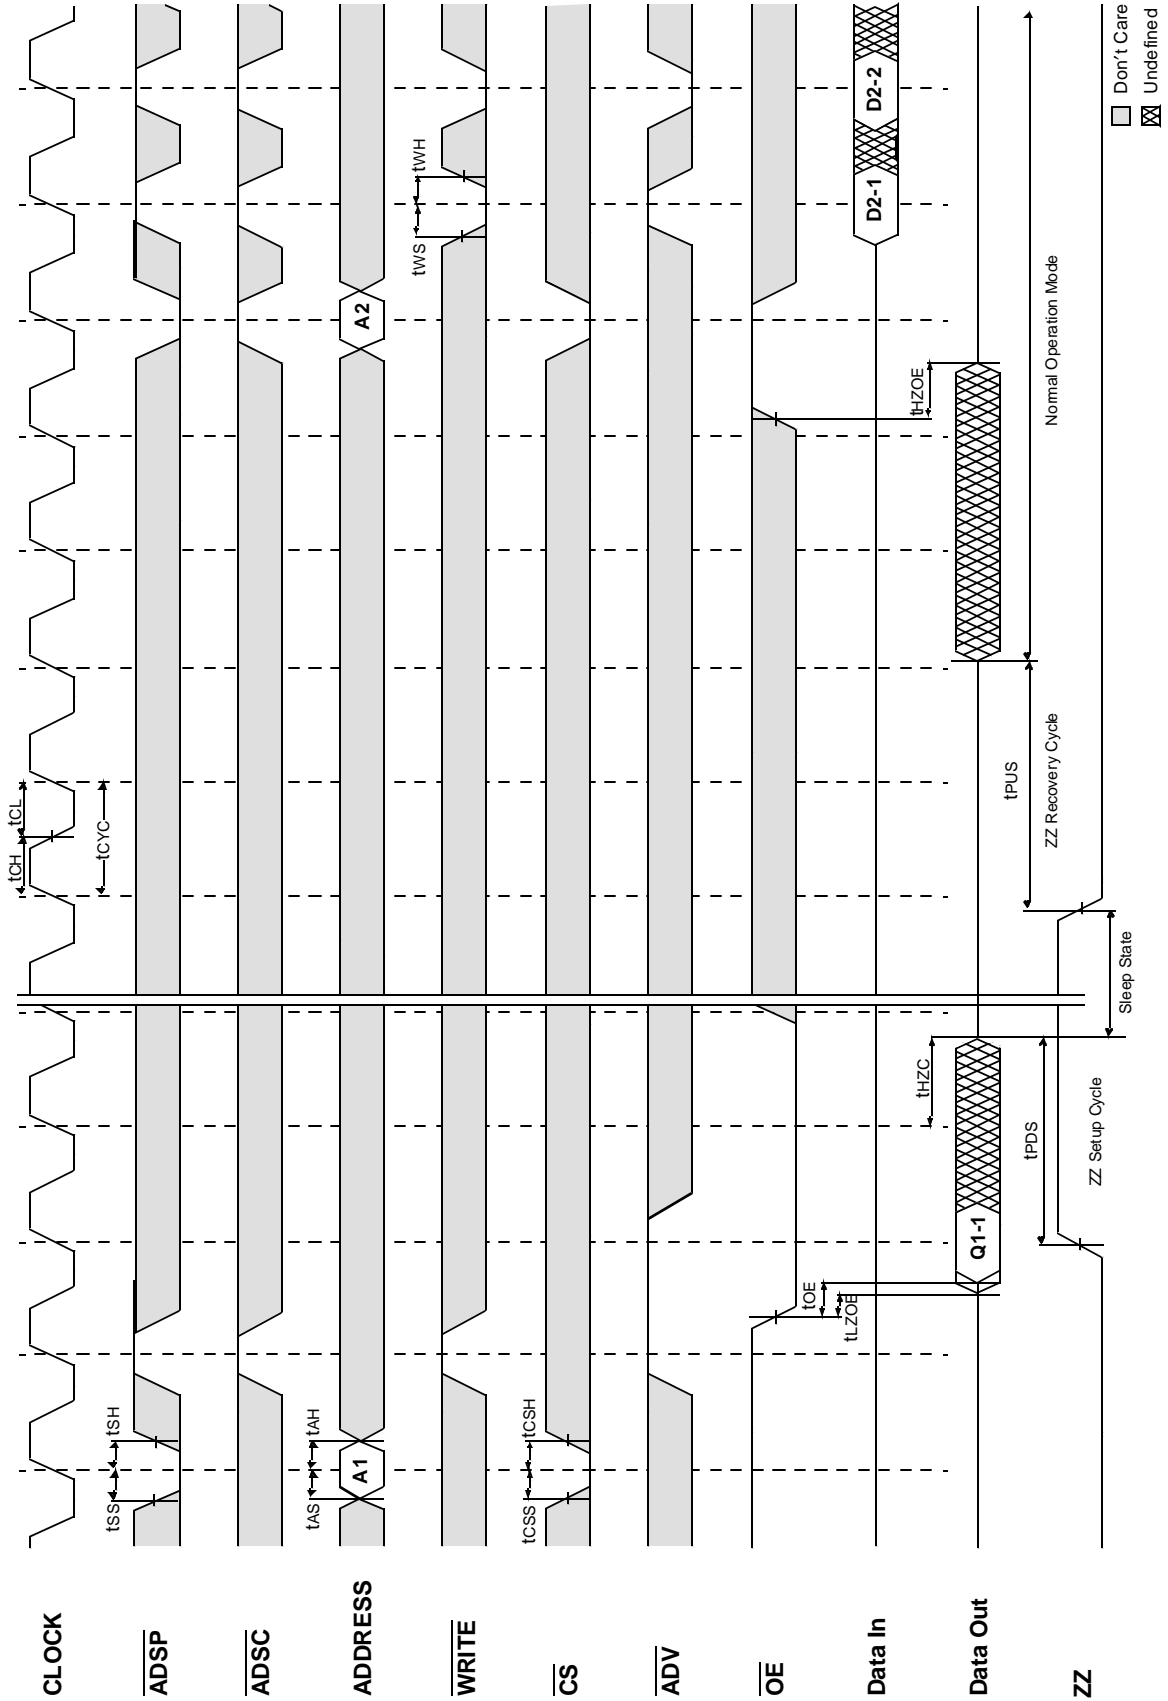 CLOCK
tCH
tCL
tCYC
ADSP
tSS
tSH
ADSC
ADDRESS
tAS
tAH
A1
A2
WRITE
tWS
tWH
CS
tCSS
tCSH
ADV
OE
tOE
tLZOE
Data In
D2-1
D2-2
tHZC
tHZOE
Data Out
Q1-1
tPDS
tPUS
ZZ Setup Cycle
ZZ Recovery Cycle
Normal Operation Mode
ZZ
Sleep State
Don't Care
Undefined